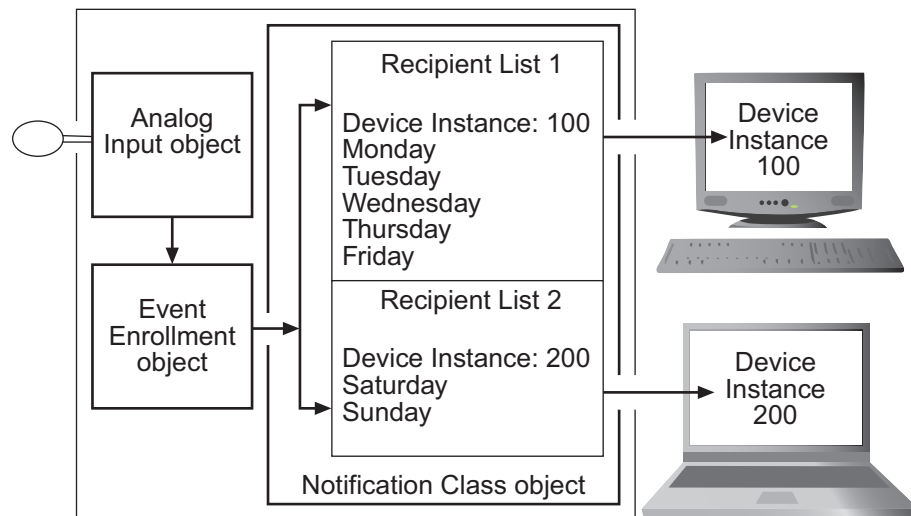 Analog
Input object
Event
Enrollment
object
Recipient List 1
Device Instance: 100
Monday
Tuesday
Wednesday
Thursday
Friday
Recipient List 2
Device Instance: 200
Saturday
Sunday
Notification Class object
Device
Instance
100
Device
Instance
200